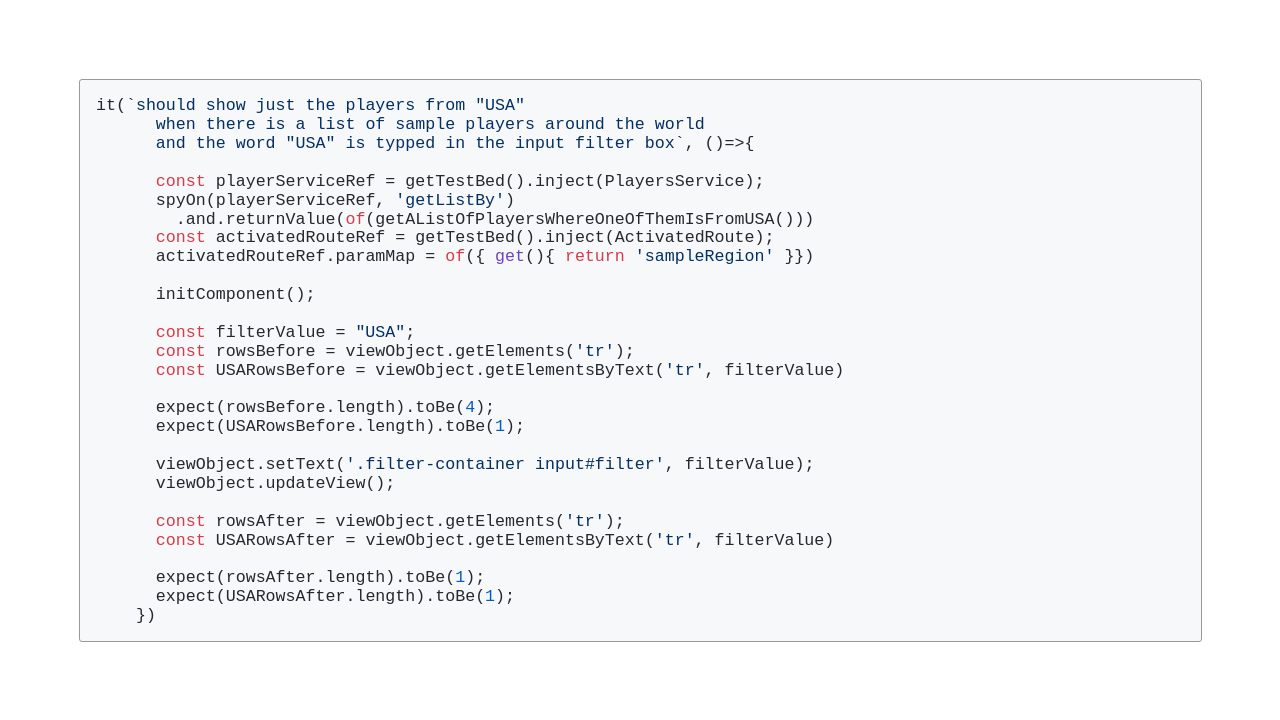 it(`should show just the players from "USA"
      when there is a list of sample players around the world
      and the word "USA" is typped in the input filter box`, ()=>{

      const playerServiceRef = getTestBed().inject(PlayersService);
      spyOn(playerServiceRef, 'getListBy')
        .and.returnValue(of(getAListOfPlayersWhereOneOfThemIsFromUSA()))
      const activatedRouteRef = getTestBed().inject(ActivatedRoute);
      activatedRouteRef.paramMap = of({ get(){ return 'sampleRegion' }})

      initComponent();

      const filterValue = "USA";
      const rowsBefore = viewObject.getElements('tr');
      const USARowsBefore = viewObject.getElementsByText('tr', filterValue)

      expect(rowsBefore.length).toBe(4);
      expect(USARowsBefore.length).toBe(1);

      viewObject.setText('.filter-container input#filter', filterValue);
      viewObject.updateView();

      const rowsAfter = viewObject.getElements('tr');
      const USARowsAfter = viewObject.getElementsByText('tr', filterValue)

      expect(rowsAfter.length).toBe(1);
      expect(USARowsAfter.length).toBe(1);
    })